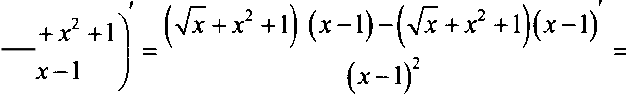 + x² + 1)′ / (x − 1) = ((√x + x² + 1) (x − 1) − (√x + x² + 1)(x − 1)′) / (x − 1)² =